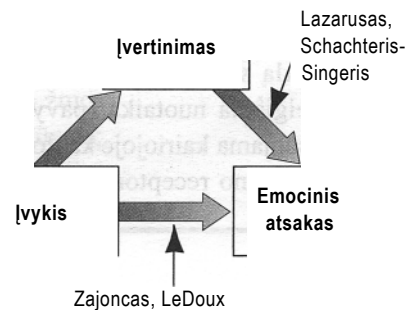 Lazarusas,
Schachteris-
Singeris
Įvertinimas
Įvykis
Emocinis
atsakas
Zajoncas, LeDoux